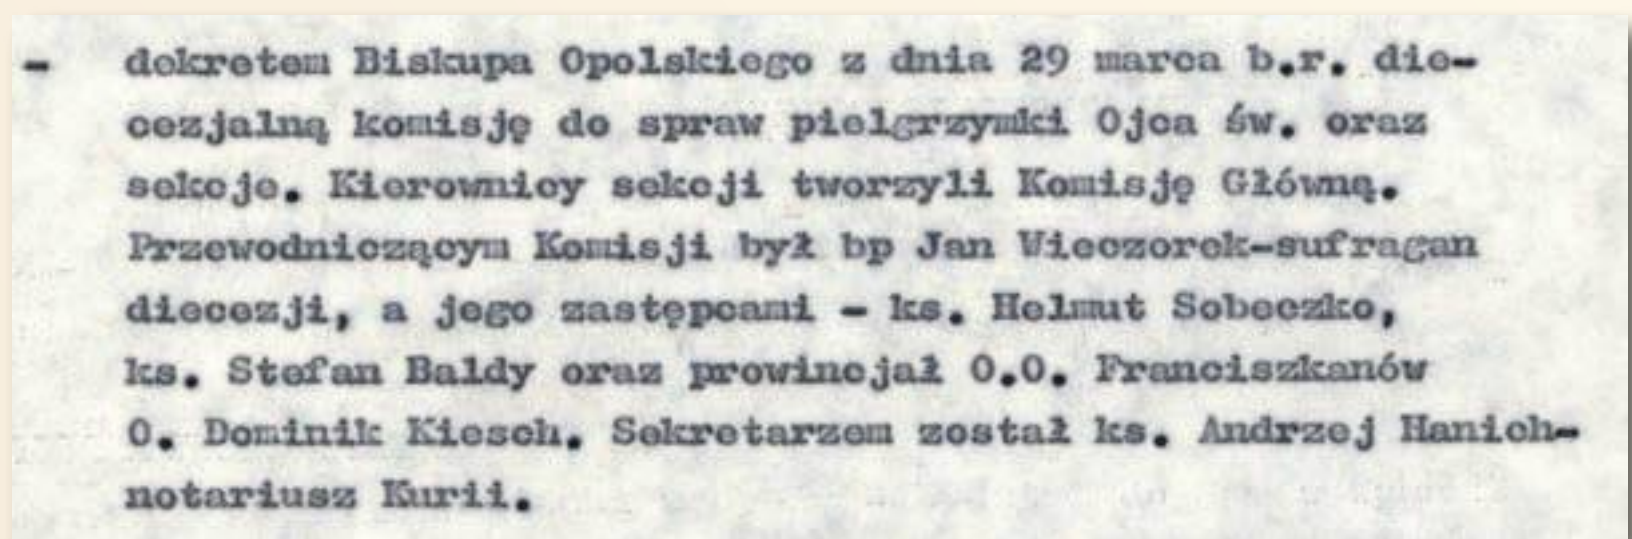 - dekretem Biskupa Opolskiego z dnia 29 marca b.r. die-
cezjalną komisję do spraw pielgrzymki Ojca św. oraz
sekcje. Kierownicy sekcji tworzyli Komisję Główną.
Przewodniczącym Komisji był bp Jan Wieczorek-sufragan
diecezji, a jego zastępcami - ks. Helmut Sobeczko,
ks. Stefan Baldy oraz prowincjał O.O. Franciszkanów
O. Dominik Kiesch. Sekretarzem został ks. Andrzej Hanich-
notariusz Kurii.